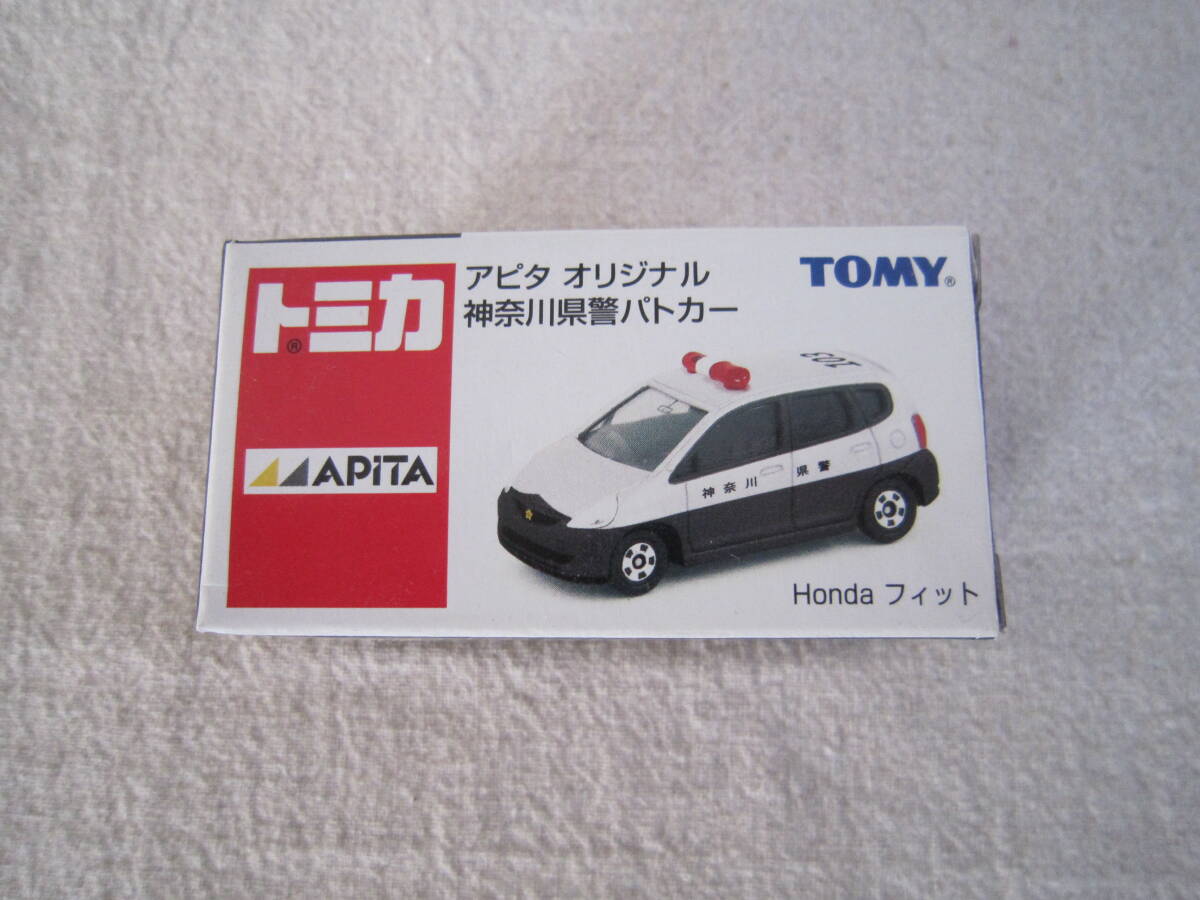 トミカ®
APiTA
アピタ オリジナル
神奈川県警パトカー
TOMY®
103
神奈川県警
Honda フィット